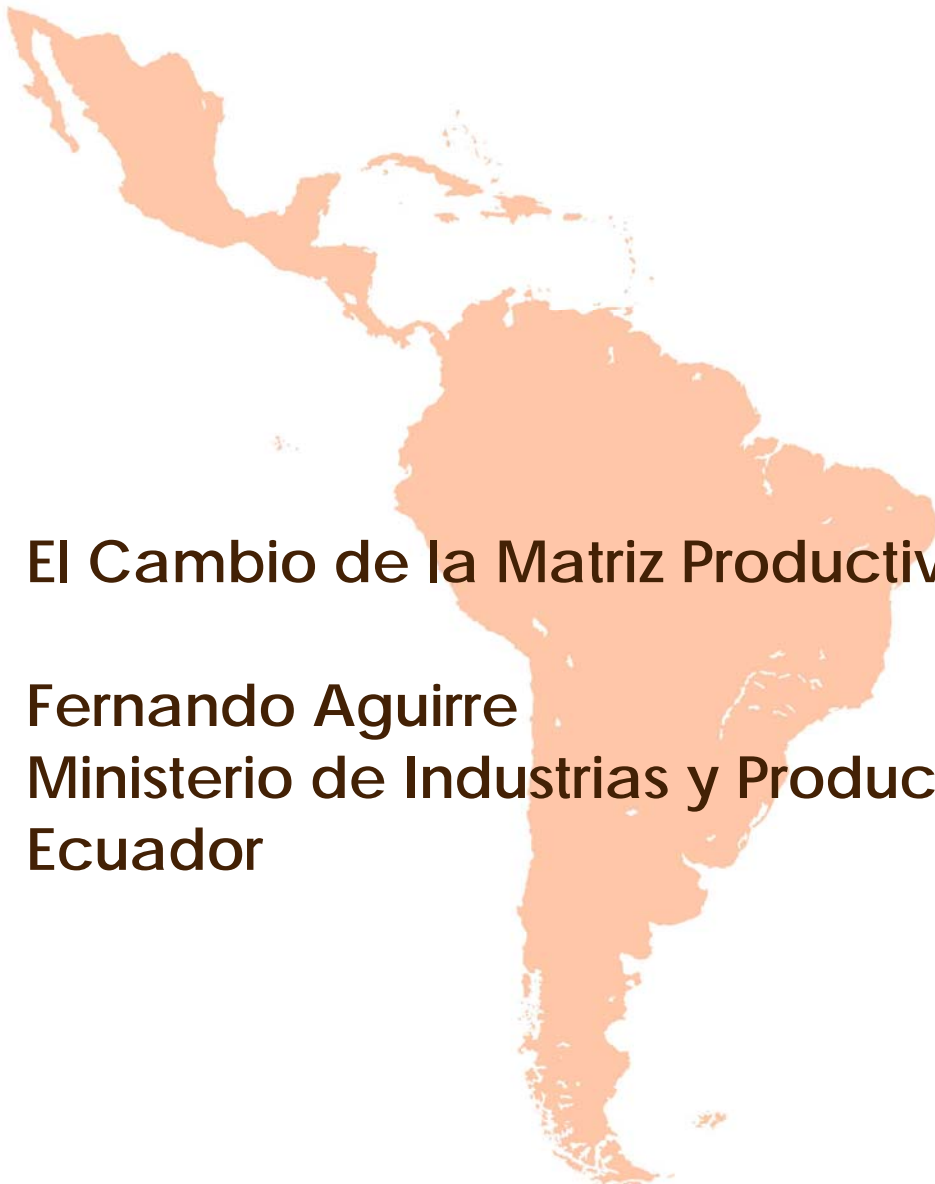 El Cambio de la Matriz Productiv
Fernando Aguirre
Ministerio de Industrias y Produc
Ecuador